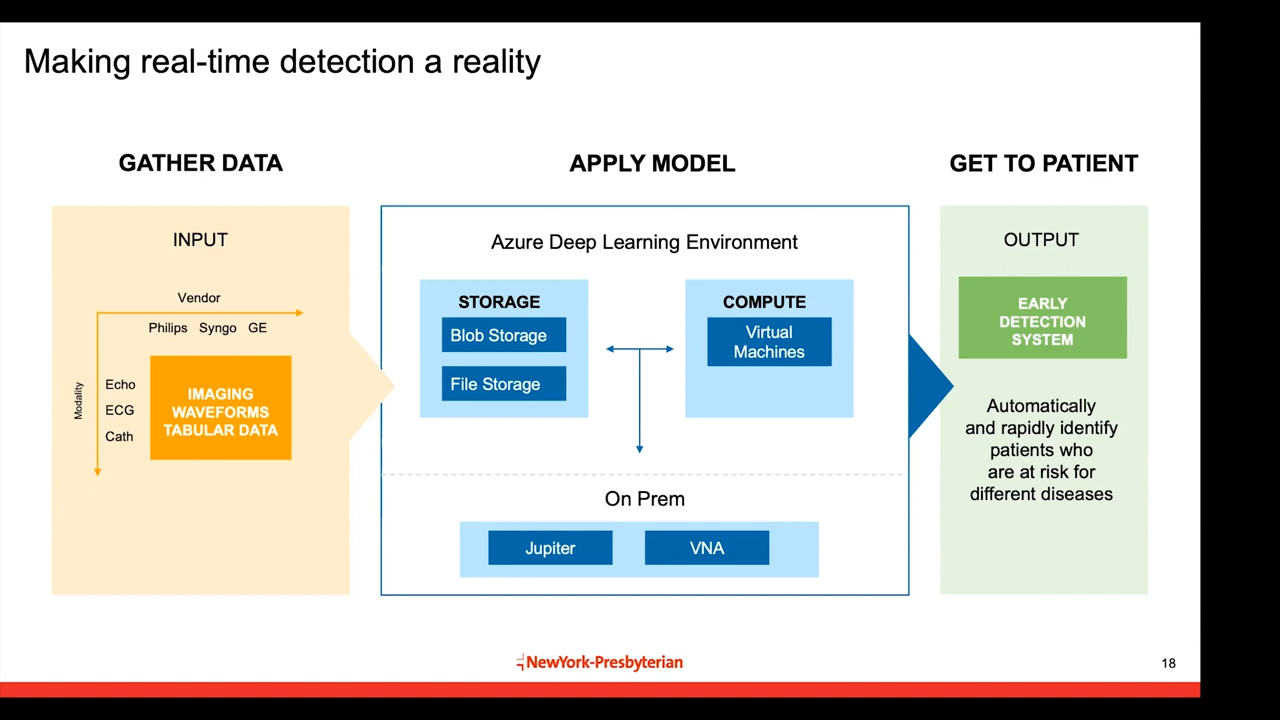 Making real-time detection a reality
GATHER DATA
APPLY MODEL
GET TO PATIENT
INPUT
Vendor
Philips Syngo GE
Modality
Echo
ECG
Cath
IMAGING
WAVEFORMS
TABULAR DATA
Azure Deep Learning Environment
STORAGE
Blob Storage
File Storage
COMPUTE
Virtual
Machines
On Prem
Jupiter
VNA
OUTPUT
EARLY
DETECTION
SYSTEM
Automatically
and rapidly identify
patients who
are at risk for
different diseases
NewYork-Presbyterian
18